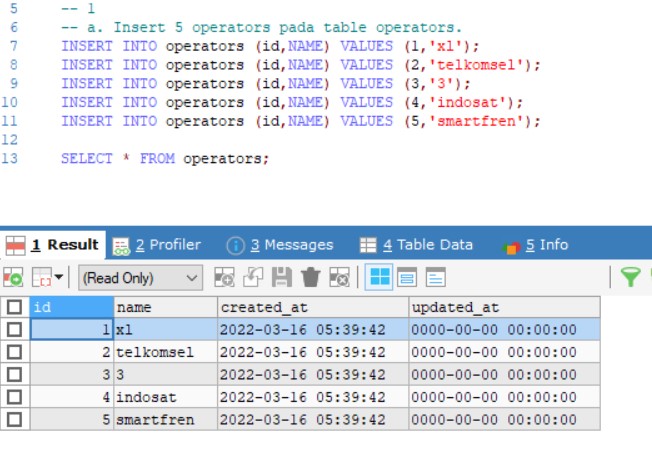 5 -- 1
6 -- a. Insert 5 operators pada table operators.
7 INSERT INTO operators (id,NAME) VALUES (1,'xl');
8 INSERT INTO operators (id,NAME) VALUES (2,'telkomsel');
9 INSERT INTO operators (id,NAME) VALUES (3,'3');
10 INSERT INTO operators (id,NAME) VALUES (4,'indosat');
11 INSERT INTO operators (id,NAME) VALUES (5,'smartfren');
12
13 SELECT * FROM operators;
1 Result 2 Profiler 3 Messages 4 Table Data 5 Info
(Read Only)
id name created_at updated_at
1 xl 2022-03-16 05:39:42 0000-00-00 00:00:00
2 telkomsel 2022-03-16 05:39:42 0000-00-00 00:00:00
3 3 2022-03-16 05:39:42 0000-00-00 00:00:00
4 indosat 2022-03-16 05:39:42 0000-00-00 00:00:00
5 smartfren 2022-03-16 05:39:42 0000-00-00 00:00:00